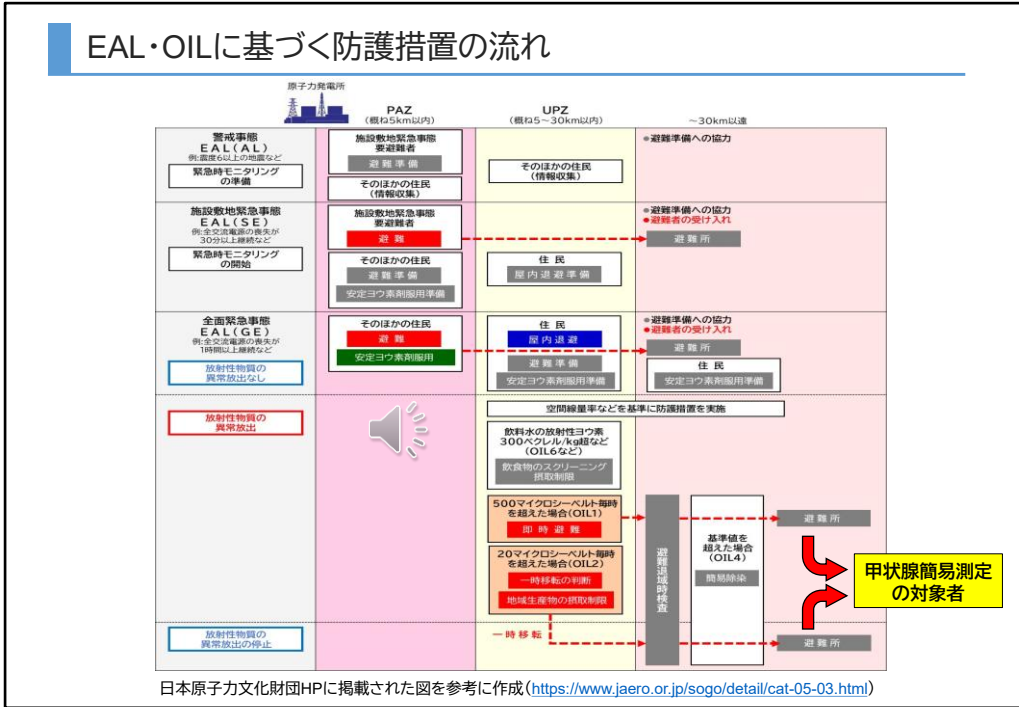 EAL・OILに基づく防護措置の流れ
原子力発電所
PAZ
(概ね5km以内)
UPZ
(概ね5～30km以内)
～30km以遠
警戒事態
EAL(AL)
例:震度6以上の地震など
緊急時モニタリング
の準備
施設敷地緊急事態
要避難者
避難準備
そのほかの住民
(情報収集)
そのほかの住民
(情報収集)
●避難準備への協力
施設敷地緊急事態
EAL(SE)
例:全交流電源の喪失が
30分以上継続など
緊急時モニタリング
の開始
施設敷地緊急事態
要避難者
避難
そのほかの住民
避難準備
安定ヨウ素剤服用準備
住民
屋内退避準備
●避難準備への協力
●避難者の受け入れ
避難所
全面緊急事態
EAL(GE)
例:全交流電源の喪失が
1時間以上継続など
放射性物質の
異常放出なし
そのほかの住民
避難
安定ヨウ素剤服用
住民
屋内退避
避難準備
安定ヨウ素剤服用準備
●避難準備への協力
●避難者の受け入れ
避難所
住民
安定ヨウ素剤服用準備
放射性物質の
異常放出
空間線量率などを基準に防護措置を実施
飲料水の放射性ヨウ素
300ベクレル/kg超など
(OIL6など)
飲食物のスクリーニング
摂取制限
500マイクロシーベルト毎時
を超えた場合(OIL1)
即時避難
20マイクロシーベルト毎時
を超えた場合(OIL2)
一時移転の判断
地域生産物の摂取制限
避難退域時検査
基準値を
超えた場合
(OIL4)
簡易除染
避難所
甲状腺簡易測定
の対象者
放射性物質の
異常放出の停止
一時移転
避難所
日本原子力文化財団HPに掲載された図を参考に作成(https://www.jaero.or.jp/sogo/detail/cat-05-03.html)